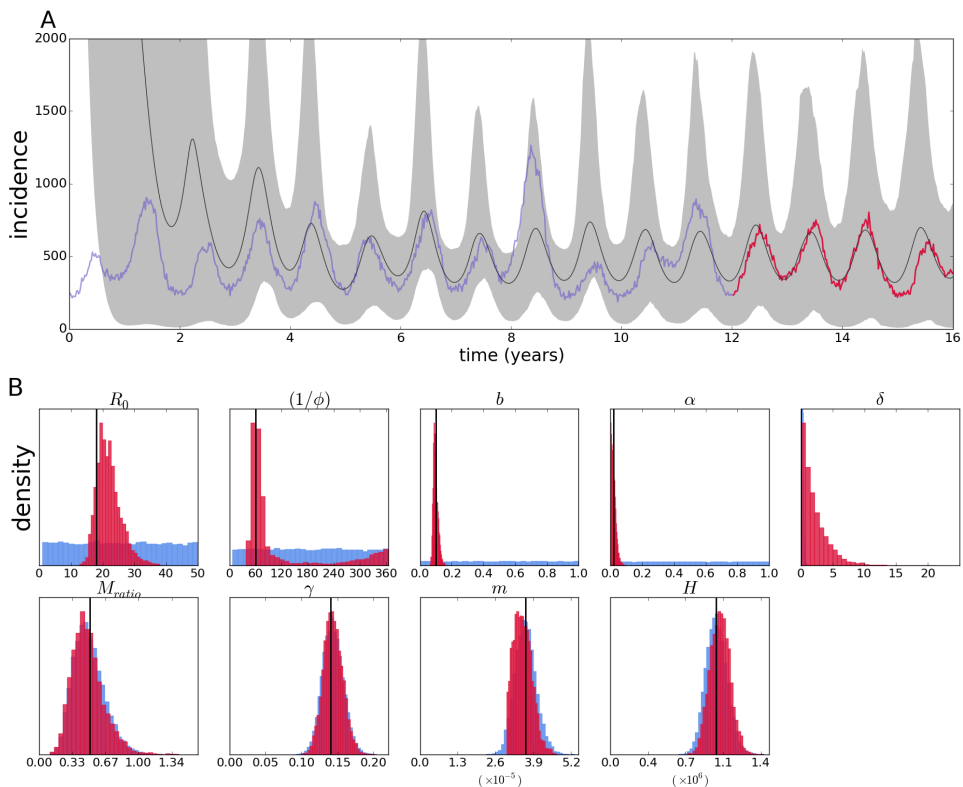 A
2000
1500
1000
500
0
incidence
0 2 4 6 8 10 12 14 16
time (years)
B
density
R₀ (1/ϕ) b α δ
0 10 20 30 40 50 0 60 120 180 240 300 360 0.0 0.2 0.4 0.6 0.8 1.0 0.0 0.2 0.4 0.6 0.8 1.0 0 5 10 15 20
M_ratio γ m H
0.00 0.33 0.67 1.00 1.34 0.00 0.05 0.10 0.15 0.20 0.0 1.3 2.6 3.9 5.2 0.0 0.4 0.7 1.1 1.4
(×10⁻⁵) (×10⁶)